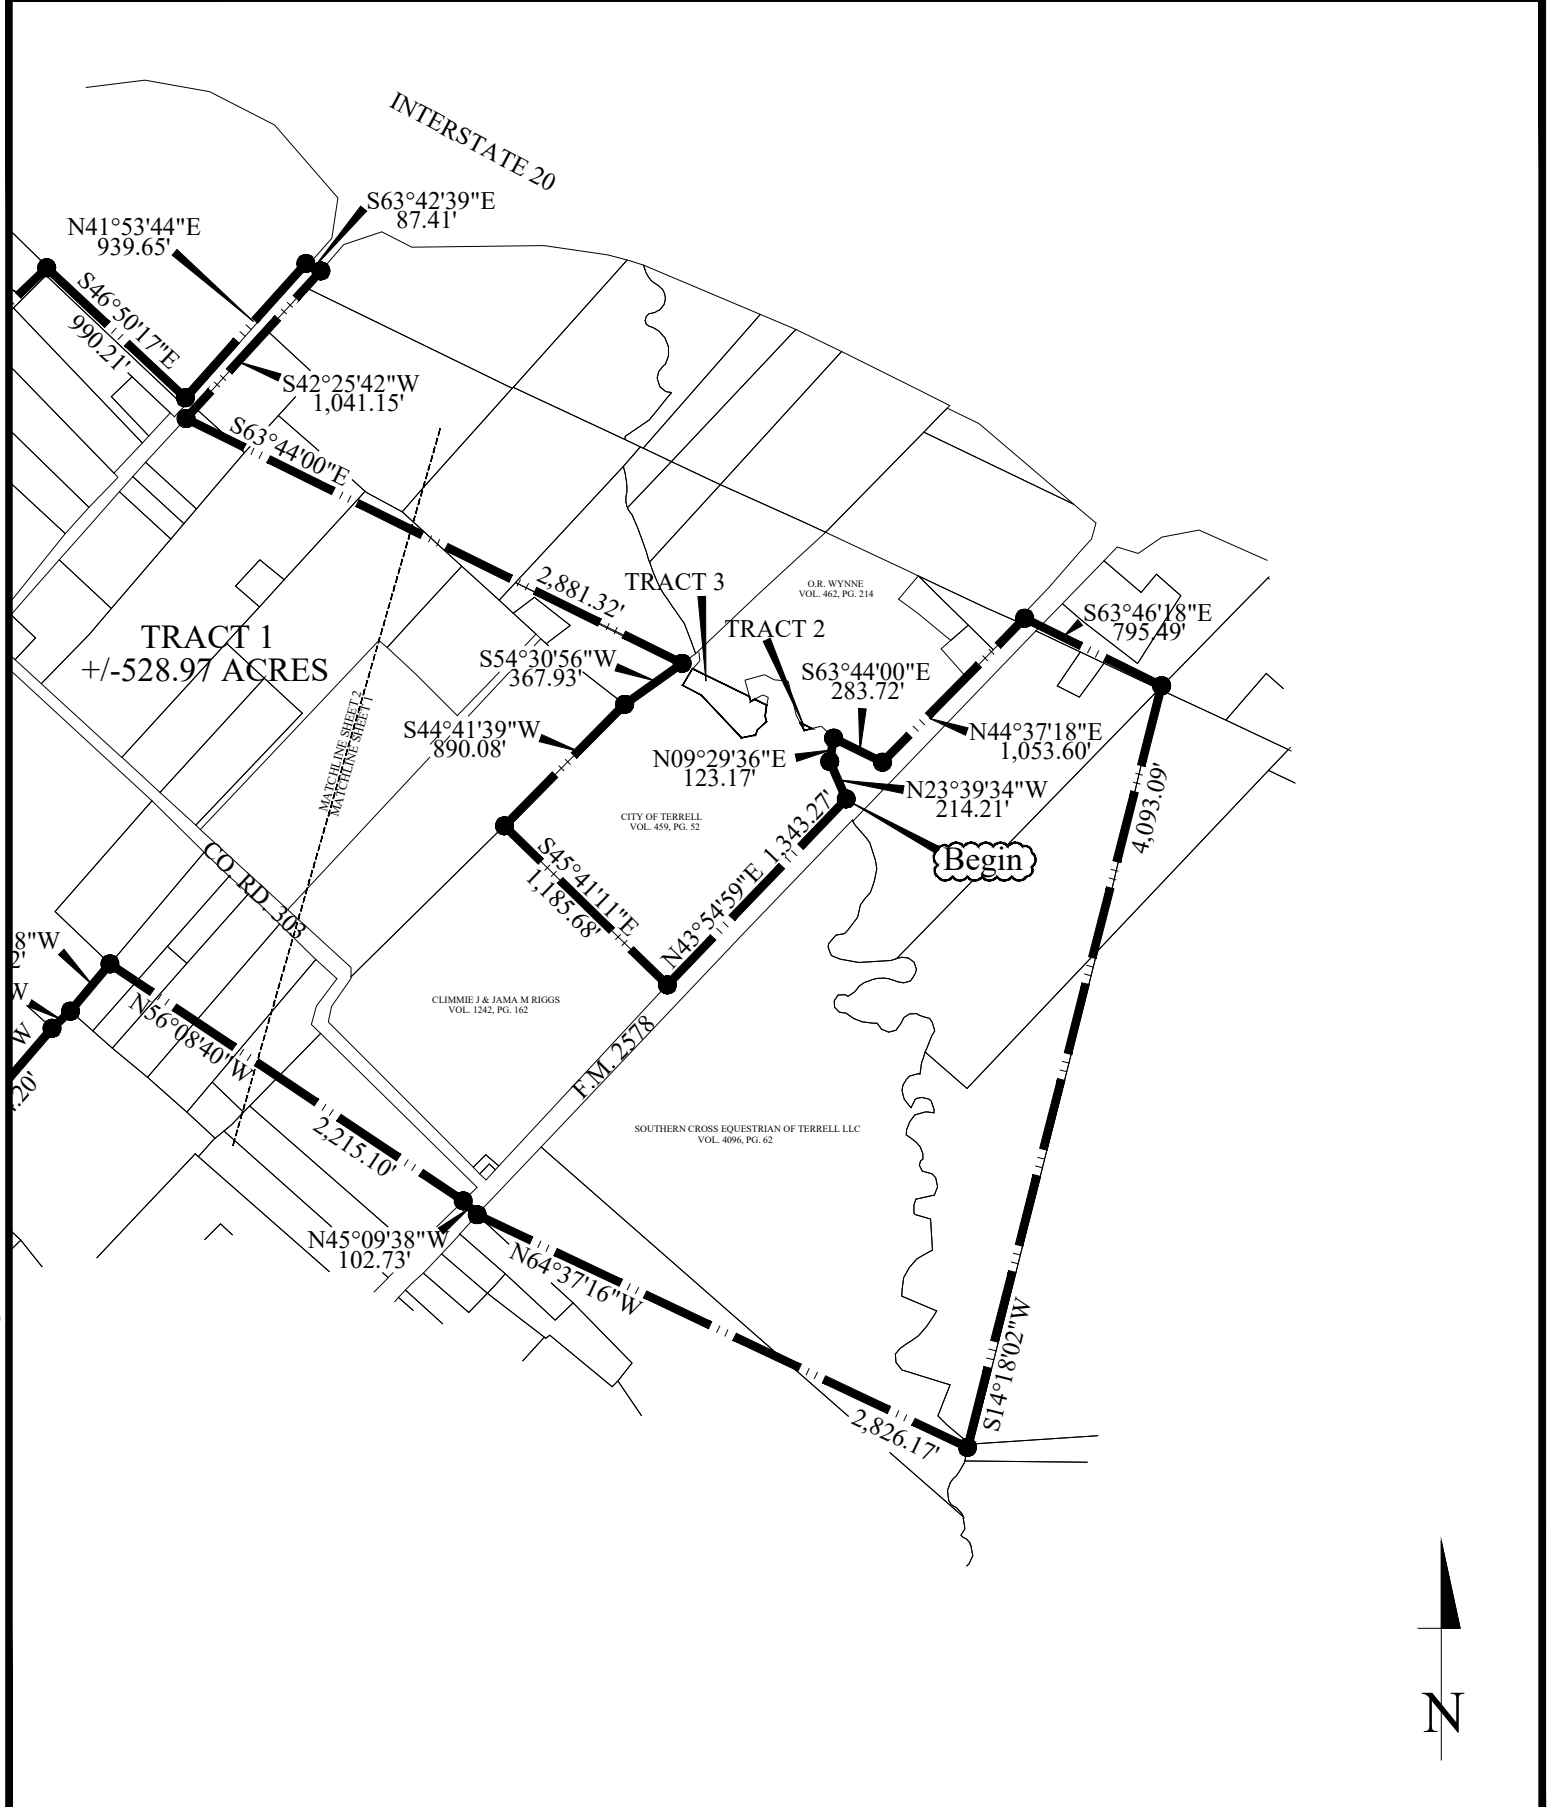 INTERSTATE 20
S63°42'39"E
87.41'
N41°53'44"E
939.65'
S46°50'17"E
990.21'
S42°25'42"W
1,041.15'
S63°44'00"E
2,881.32'
TRACT 3
O.R. WYNNE
VOL. 462, PG. 214
TRACT 2
S63°46'18"E
795.49'
TRACT 1
+/-528.97 ACRES
S54°30'56"W
367.93'
S63°44'00"E
283.72'
S44°41'39"W
890.08'
N44°37'18"E
1,053.60'
N09°29'36"E
123.17'
N23°39'34"W
214.21'
MATCHLINE SHEET 2
MATCHLINE SHEET 1
CITY OF TERRELL
VOL. 459, PG. 52
4,093.09'
Begin
CO. RD. 303
S45°41'11"E
1,185.68'
N43°54'59"E 1,343.27'
8"W
2'
W
W
.20'
N56°08'40"W
2,215.10'
CLIMMIE J & JAMA M RIGGS
VOL. 1242, PG. 162
F.M. 2578
SOUTHERN CROSS EQUESTRIAN OF TERRELL LLC
VOL. 4096, PG. 62
N45°09'38"W
102.73'
N64°37'16"W
2,826.17'
S14°18'02"W
N